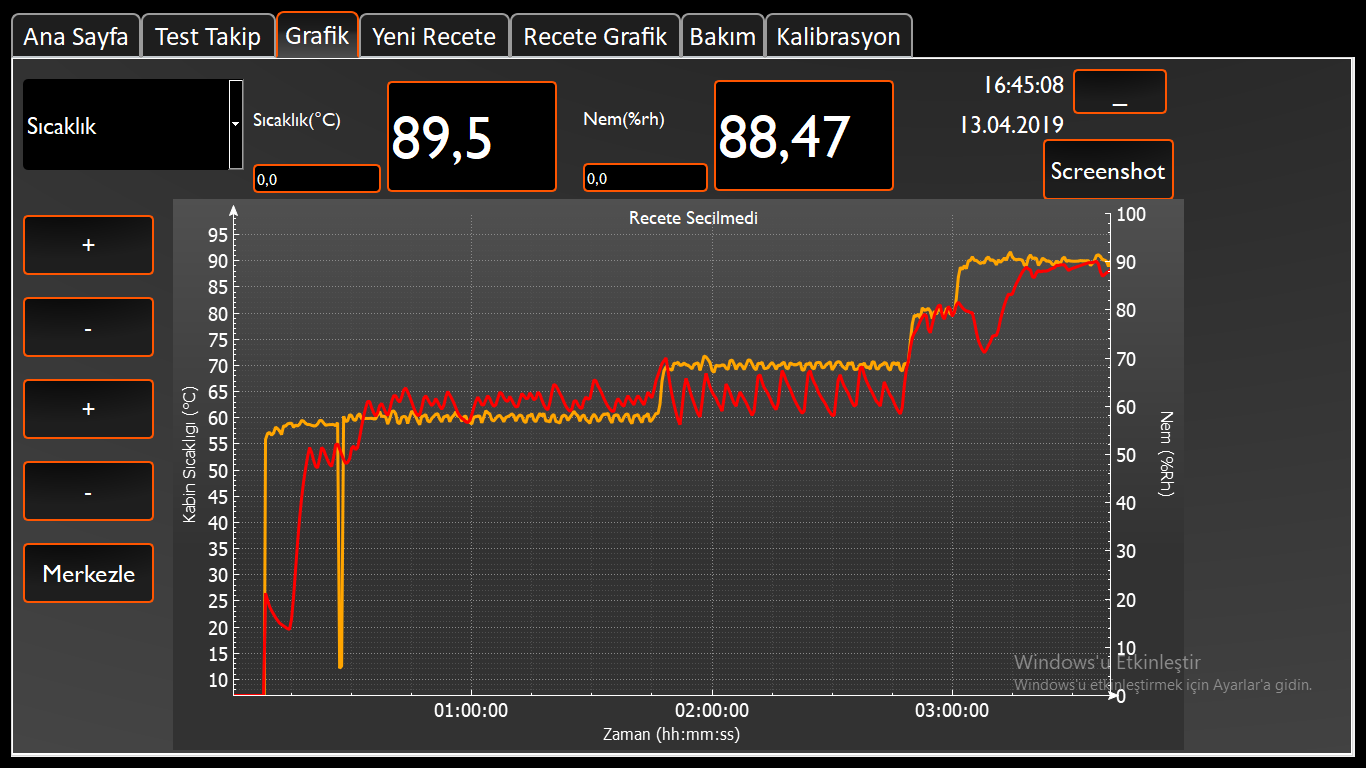 Ana Sayfa
Test Takip
Grafik
Yeni Recete
Recete Grafik
Bakım
Kalibrasyon
Sıcaklık
Sıcaklık(°C)
0,0
89,5
Nem(%rh)
0,0
88,47
16:45:08
13.04.2019
_
Screenshot
+
-
+
-
Merkezle
Recete Secilmedi
95
90
85
80
75
70
65
60
55
50
45
40
35
30
25
20
15
10
Kabin Sıcaklıgı (°C)
100
90
80
70
60
50
40
30
20
10
0
Nem (%Rh)
01:00:00
02:00:00
03:00:00
Zaman (hh:mm:ss)
Windows'u Etkinleştir
Windows'u etkinleştirmek için Ayarlar'a gidin.